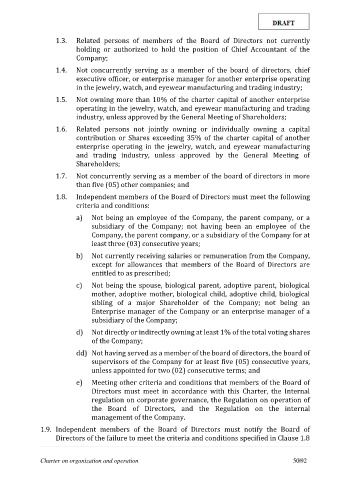 DRAFT
1.3. Related persons of members of the Board of Directors not currently
holding or authorized to hold the position of Chief Accountant of the
Company;
1.4. Not concurrently serving as a member of the board of directors, chief
executive officer, or enterprise manager for another enterprise operating
in the jewelry, watch, and eyewear manufacturing and trading industry;
1.5. Not owning more than 10% of the charter capital of another enterprise
operating in the jewelry, watch, and eyewear manufacturing and trading
industry, unless approved by the General Meeting of Shareholders;
1.6. Related persons not jointly owning or individually owning a capital
contribution or Shares exceeding 35% of the charter capital of another
enterprise operating in the jewelry, watch, and eyewear manufacturing
and trading industry, unless approved by the General Meeting of
Shareholders;
1.7. Not concurrently serving as a member of the board of directors in more
than five (05) other companies; and
1.8. Independent members of the Board of Directors must meet the following
criteria and conditions:
a) Not being an employee of the Company, the parent company, or a
subsidiary of the Company; not having been an employee of the
Company, the parent company, or a subsidiary of the Company for at
least three (03) consecutive years;
b) Not currently receiving salaries or remuneration from the Company,
except for allowances that members of the Board of Directors are
entitled to as prescribed;
c) Not being the spouse, biological parent, adoptive parent, biological
mother, adoptive mother, biological child, adoptive child, biological
sibling of a major Shareholder of the Company; not being an
Enterprise manager of the Company or an enterprise manager of a
subsidiary of the Company;
d) Not directly or indirectly owning at least 1% of the total voting shares
of the Company;
dd) Not having served as a member of the board of directors, the board of
supervisors of the Company for at least five (05) consecutive years,
unless appointed for two (02) consecutive terms; and
e) Meeting other criteria and conditions that members of the Board of
Directors must meet in accordance with this Charter, the Internal
regulation on corporate governance, the Regulation on operation of
the Board of Directors, and the Regulation on the internal
management of the Company.
1.9. Independent members of the Board of Directors must notify the Board of
Directors of the failure to meet the criteria and conditions specified in Clause 1.8
Charter on organization and operation 50892